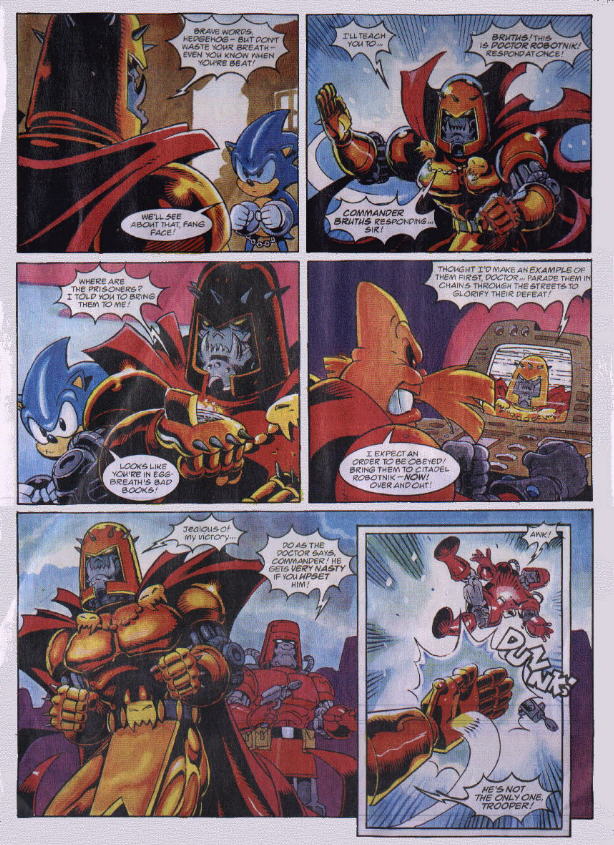 BRAVE WORDS,
HEDGEHOG - BUT DON'T
WASTE YOUR BREATH -
EVEN YOU KNOW WHEN
YOU'RE BEAT!
WE'LL SEE
ABOUT THAT, FANG
FACE!
I'LL TEACH
YOU TO...
BRUTUS! THIS
IS DOCTOR ROBOTNIK!
RESPOND AT ONCE!
COMMANDER
BRUTUS RESPONDING...
SIR!
WHERE ARE
THE PRISONERS?
I TOLD YOU TO BRING
THEM TO ME!
LOOKS LIKE
YOU'RE IN EGG-
BREATH'S BAD
BOOKS!
THOUGHT I'D MAKE AN EXAMPLE OF
THEM FIRST, DOCTOR... PARADE THEM IN
CHAINS THROUGH THE STREETS TO
GLORIFY THEIR DEFEAT!
I EXPECT AN
ORDER TO BE OBEYED!
BRING THEM TO CITADEL
ROBOTNIK - NOW!
OVER AND OUT!
JEALOUS OF
MY VICTORY...
DO AS THE
DOCTOR SAYS,
COMMANDER! HE
GETS VERY NASTY
IF YOU UPSET
HIM!
AWK!
HE'S NOT
THE ONLY ONE,
TROOPER!